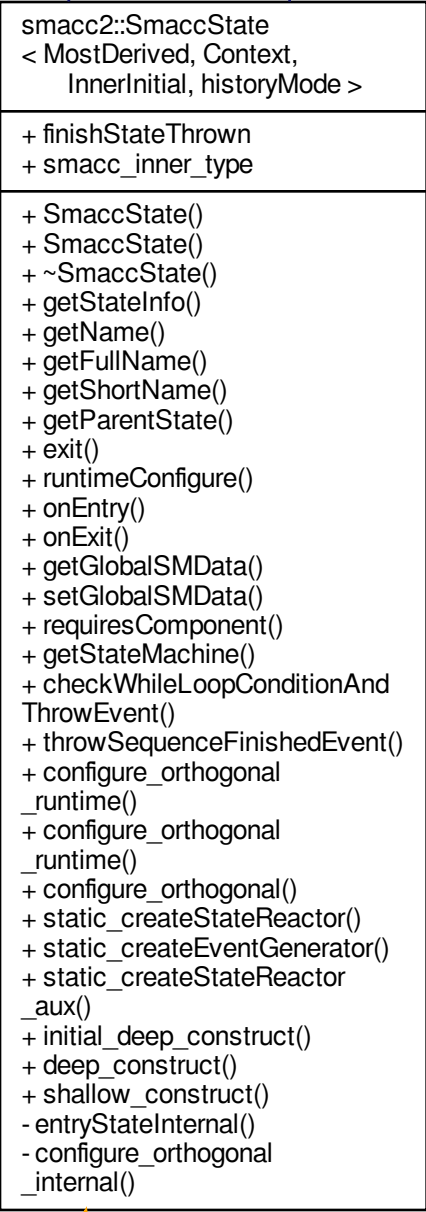 smacc2::SmaccState
< MostDerived, Context,
InnerInitial, historyMode >
+ finishStateThrown
+ smacc_inner_type
+ SmaccState()
+ SmaccState()
+ ~SmaccState()
+ getStateInfo()
+ getName()
+ getFullName()
+ getShortName()
+ getParentState()
+ exit()
+ runtimeConfigure()
+ onEntry()
+ onExit()
+ getGlobalSMData()
+ setGlobalSMData()
+ requiresComponent()
+ getStateMachine()
+ checkWhileLoopConditionAnd
ThrowEvent()
+ throwSequenceFinishedEvent()
+ configure_orthogonal
_runtime()
+ configure_orthogonal
_runtime()
+ configure_orthogonal()
+ static_createStateReactor()
+ static_createEventGenerator()
+ static_createStateReactor
_aux()
+ initial_deep_construct()
+ deep_construct()
+ shallow_construct()
- entryStateInternal()
- configure_orthogonal
_internal()